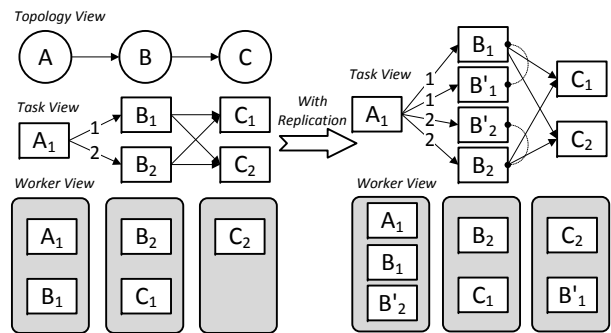 Topology View
A B C
Task View
A1 1 2 B1 B2 C1 C2
Worker View
A1 B2 C2
B1 C1
With
Replication
Task View
A1 1 1 2 2 B1 B'1 B'2 B2 C1 C2
Worker View
A1 B1 B'2
B2 C1
C2 B'1